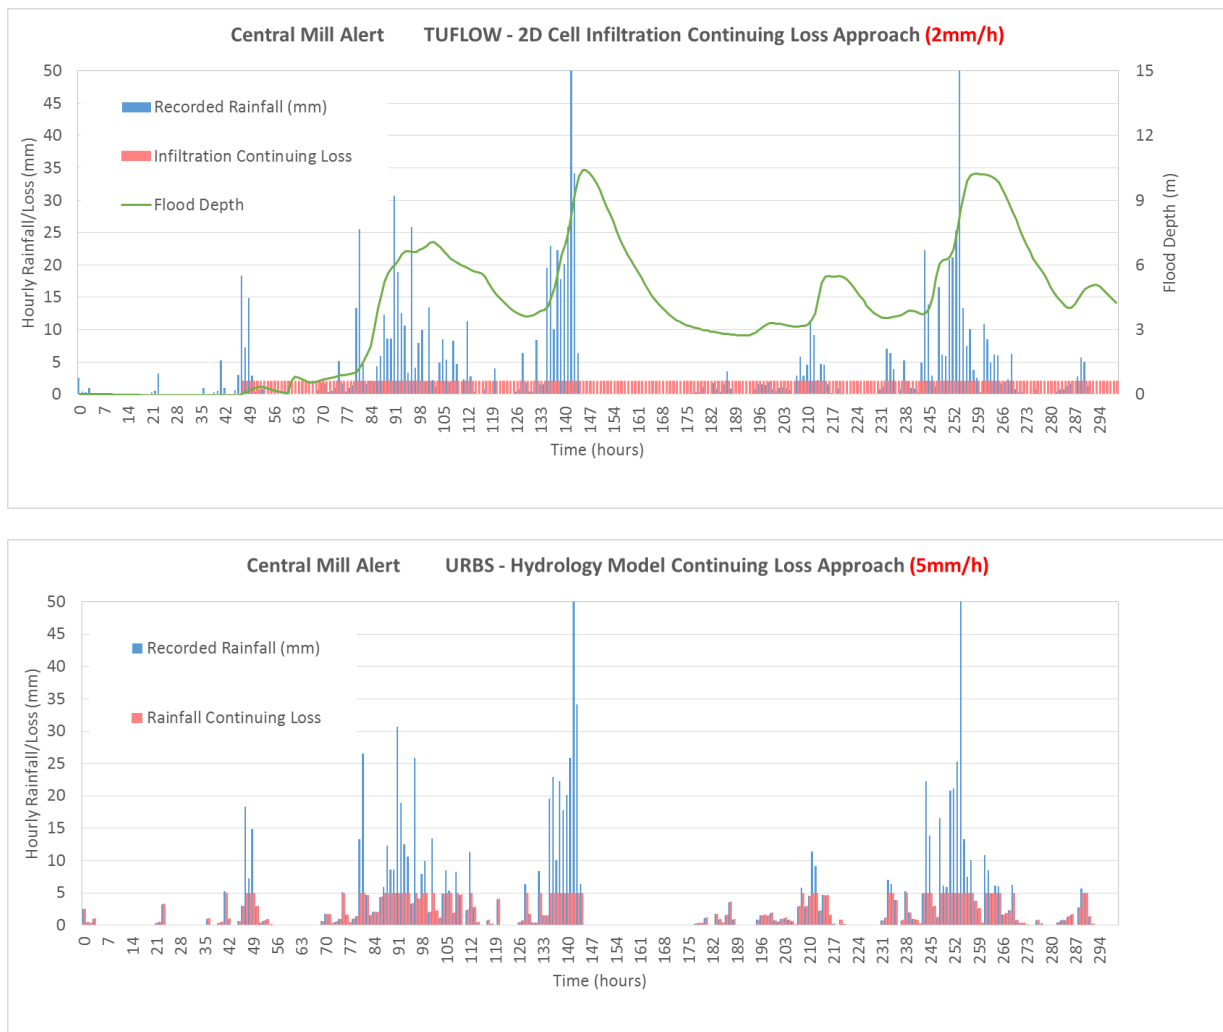 Central Mill Alert TUFLOW - 2D Cell Infiltration Continuing Loss Approach (2mm/h)
50
45
40
35
30
25
20
15
10
5
0
Hourly Rainfall/Loss (mm)
Recorded Rainfall (mm)
Infiltration Continuing Loss
Flood Depth
15
12
9
6
3
0
Flood Depth (m)
0 7 14 21 28 35 42 49 56 63 70 77 84 91 98 105 112 119 126 133 140 147 154 161 168 175 182 189 196 203 210 217 224 231 238 245 252 259 266 273 280 287 294
Time (hours)
Central Mill Alert URBS - Hydrology Model Continuing Loss Approach (5mm/h)
50
45
40
35
30
25
20
15
10
5
0
Hourly Rainfall/Loss (mm)
Recorded Rainfall (mm)
Rainfall Continuing Loss
0 7 14 21 28 35 42 49 56 63 70 77 84 91 98 105 112 119 126 133 140 147 154 161 168 175 182 189 196 203 210 217 224 231 238 245 252 259 266 273 280 287 294
Time (hours)